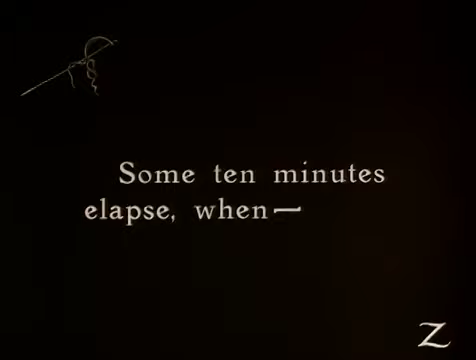 Some ten minutes
elapse, when—
Z